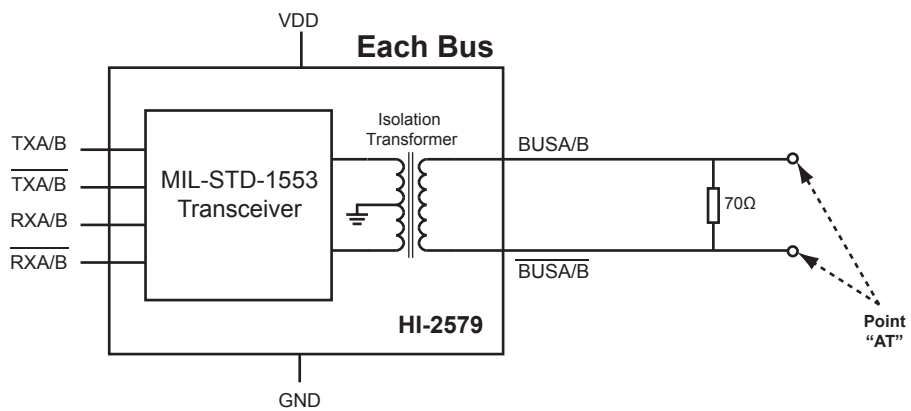 VDD
Each Bus
Isolation
Transformer
TXA/B
TXA/B
RXA/B
RXA/B
MIL-STD-1553
Transceiver
BUSA/B
70Ω
BUSA/B
HI-2579
Point
“AT”
GND